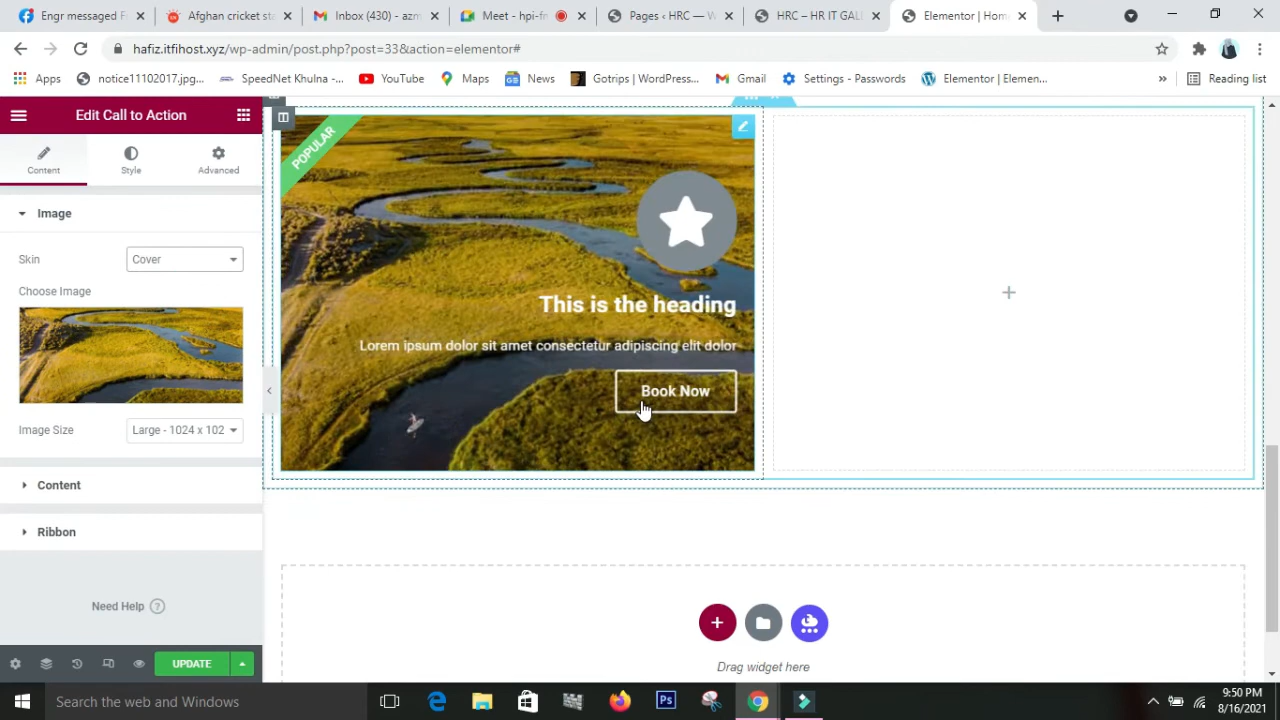 Engr messaged F
Afghan cricket sta
Inbox (430) - azm
Meet - hpi-fn
Pages ‹ HRC — W
HRC – HR IT GALL
Elementor | Hom
hafiz.itfihost.xyz/wp-admin/post.php?post=33&action=elementor#
Apps
notice11102017.jpg...
SpeedNet Khulna -...
YouTube
Maps
News
Gotrips | WordPress...
Gmail
Settings - Passwords
Elementor | Elemen...
»
Reading list
Edit Call to Action
Content
Style
Advanced
Image
Skin
Cover
Choose Image
Image Size
Large - 1024 x 102
Content
Ribbon
Need Help ?
UPDATE
POPULAR
This is the heading
Lorem ipsum dolor sit amet consectetur adipiscing elit dolor
Book Now
Drag widget here
Search the web and Windows
Ps
9:50 PM
8/16/2021